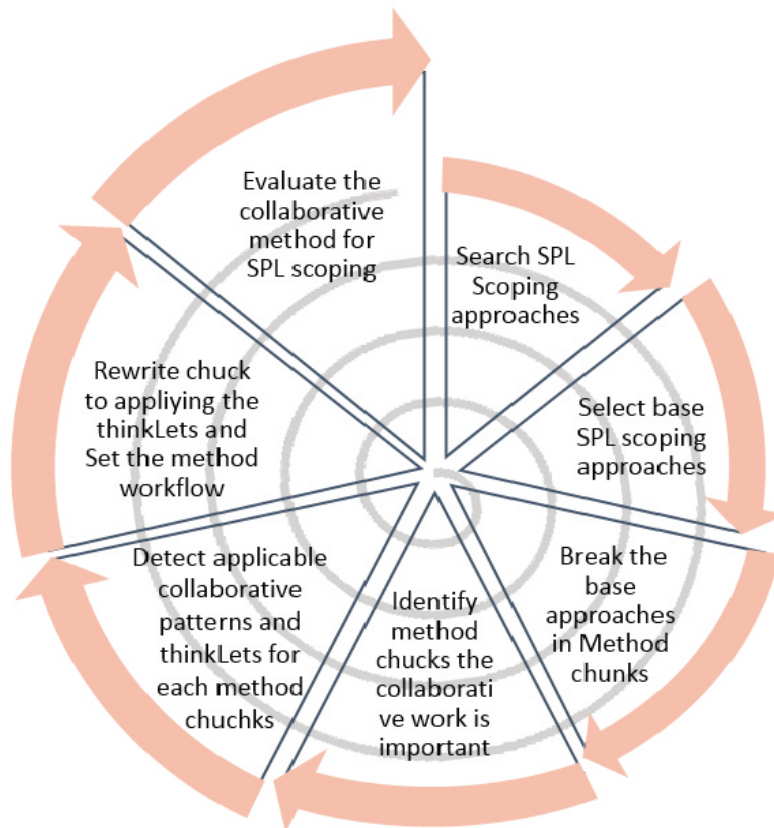 Search SPL
Scoping
approaches
Select base
SPL scoping
approaches
Break the
base
approaches
in Method
chunks
Identify
method
chucks the
collaborati
ve work is
important
Detect applicable
collaborative
patterns and
thinkLets for
each method
chuchks
Rewrite chuck
to appliying the
thinkLets and
Set the method
workflow
Evaluate the
collaborative
method for
SPL scoping